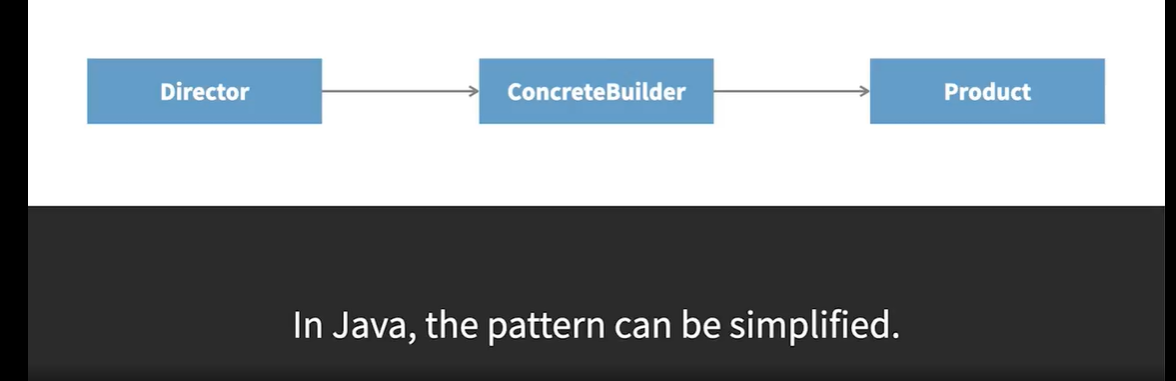 Director
ConcreteBuilder
Product
In Java, the pattern can be simplified.